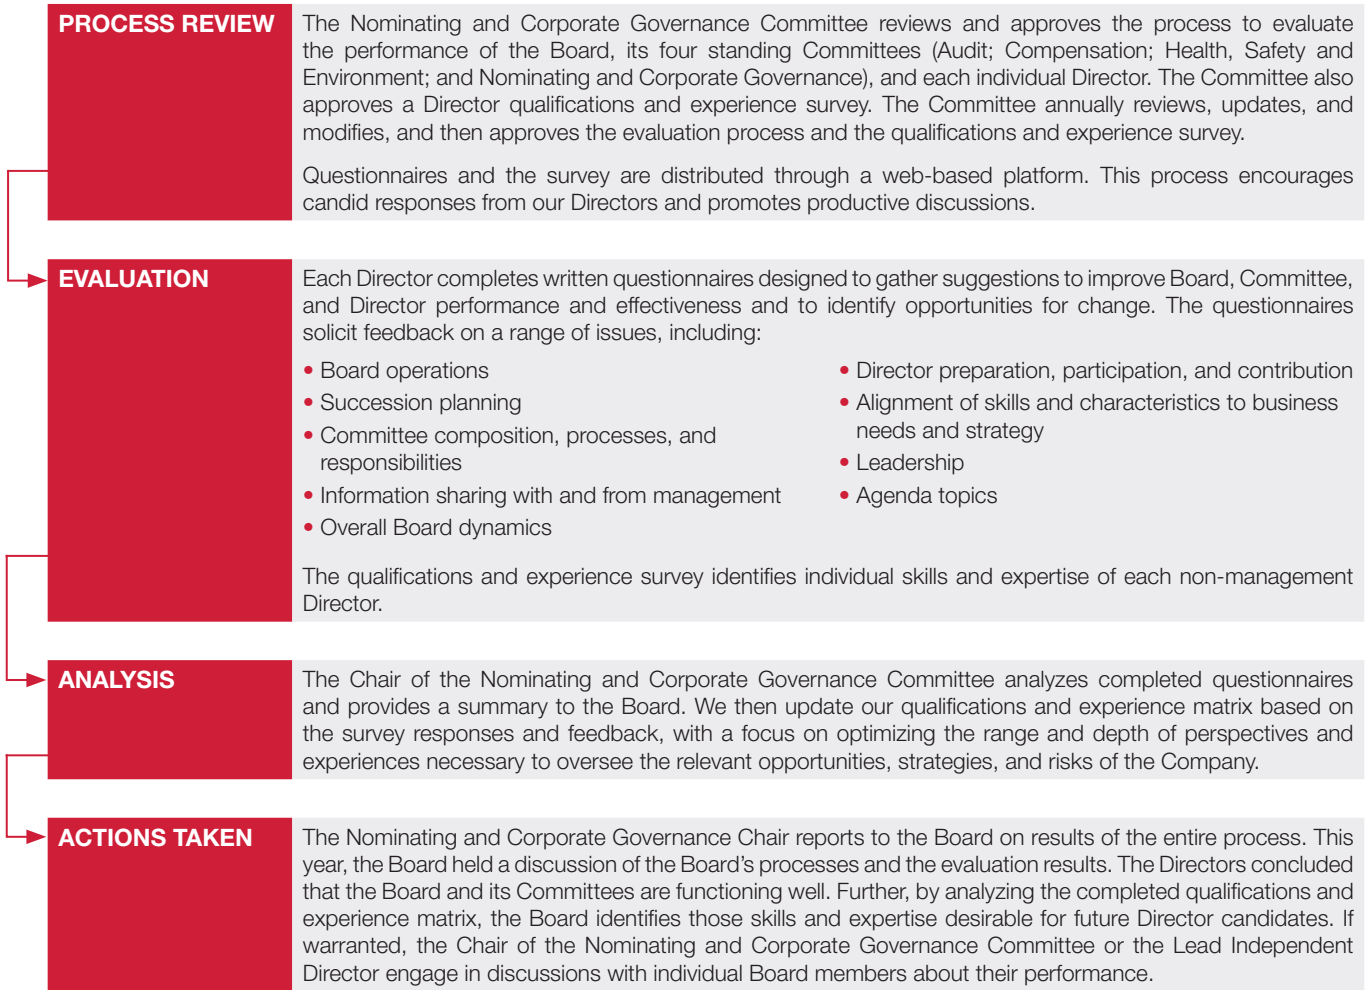 PROCESS REVIEW
The Nominating and Corporate Governance Committee reviews and approves the process to evaluate
the performance of the Board, its four standing Committees (Audit; Compensation; Health, Safety and
Environment; and Nominating and Corporate Governance), and each individual Director. The Committee also
approves a Director qualifications and experience survey. The Committee annually reviews, updates, and
modifies, and then approves the evaluation process and the qualifications and experience survey.
Questionnaires and the survey are distributed through a web-based platform. This process encourages
candid responses from our Directors and promotes productive discussions.
EVALUATION
Each Director completes written questionnaires designed to gather suggestions to improve Board, Committee,
and Director performance and effectiveness and to identify opportunities for change. The questionnaires
solicit feedback on a range of issues, including:
• Board operations
• Succession planning
• Committee composition, processes, and
responsibilities
• Information sharing with and from management
• Overall Board dynamics
• Director preparation, participation, and contribution
• Alignment of skills and characteristics to business
needs and strategy
• Leadership
• Agenda topics
The qualifications and experience survey identifies individual skills and expertise of each non-management
Director.
ANALYSIS
The Chair of the Nominating and Corporate Governance Committee analyzes completed questionnaires
and provides a summary to the Board. We then update our qualifications and experience matrix based on
the survey responses and feedback, with a focus on optimizing the range and depth of perspectives and
experiences necessary to oversee the relevant opportunities, strategies, and risks of the Company.
ACTIONS TAKEN
The Nominating and Corporate Governance Chair reports to the Board on results of the entire process. This
year, the Board held a discussion of the Board's processes and the evaluation results. The Directors concluded
that the Board and its Committees are functioning well. Further, by analyzing the completed qualifications and
experience matrix, the Board identifies those skills and expertise desirable for future Director candidates. If
warranted, the Chair of the Nominating and Corporate Governance Committee or the Lead Independent
Director engage in discussions with individual Board members about their performance.